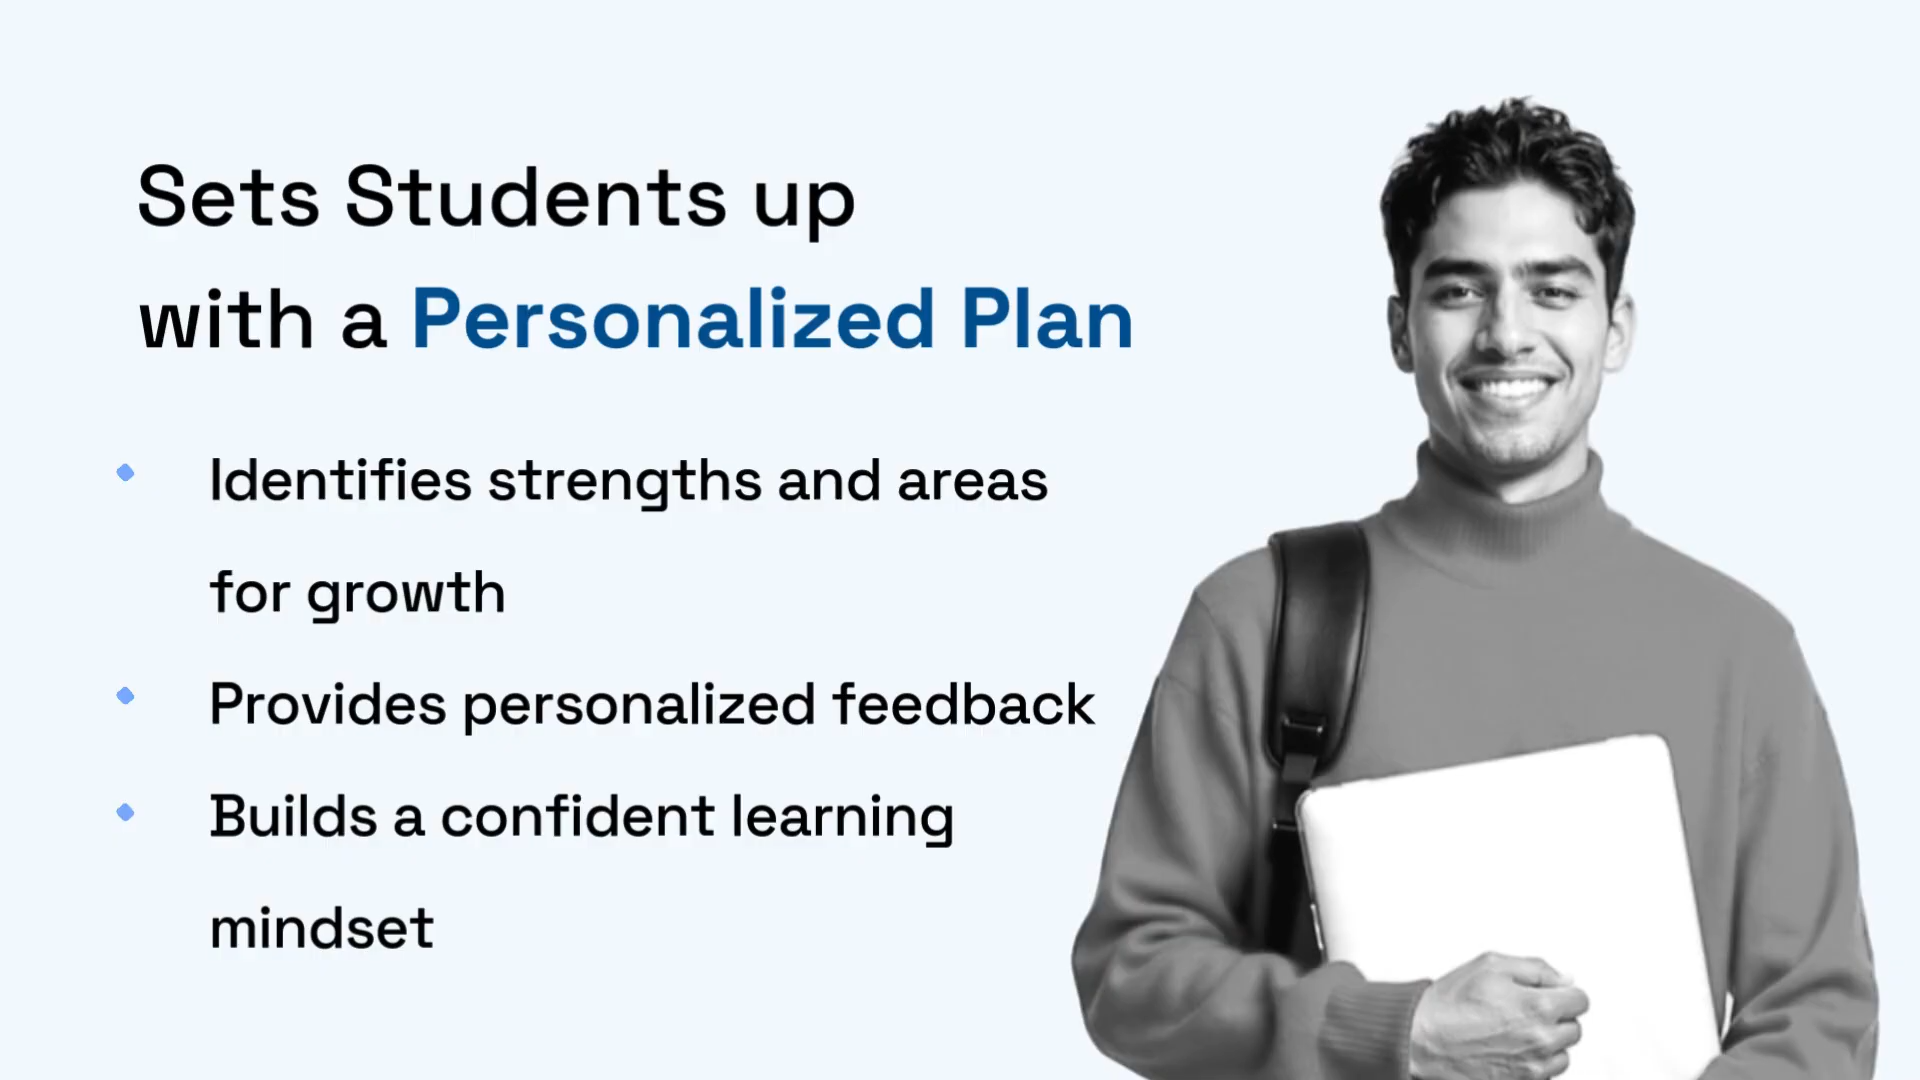 Sets Students up
with a Personalized Plan
Identifies strengths and areas
for growth
Provides personalized feedback
Builds a confident learning
mindset